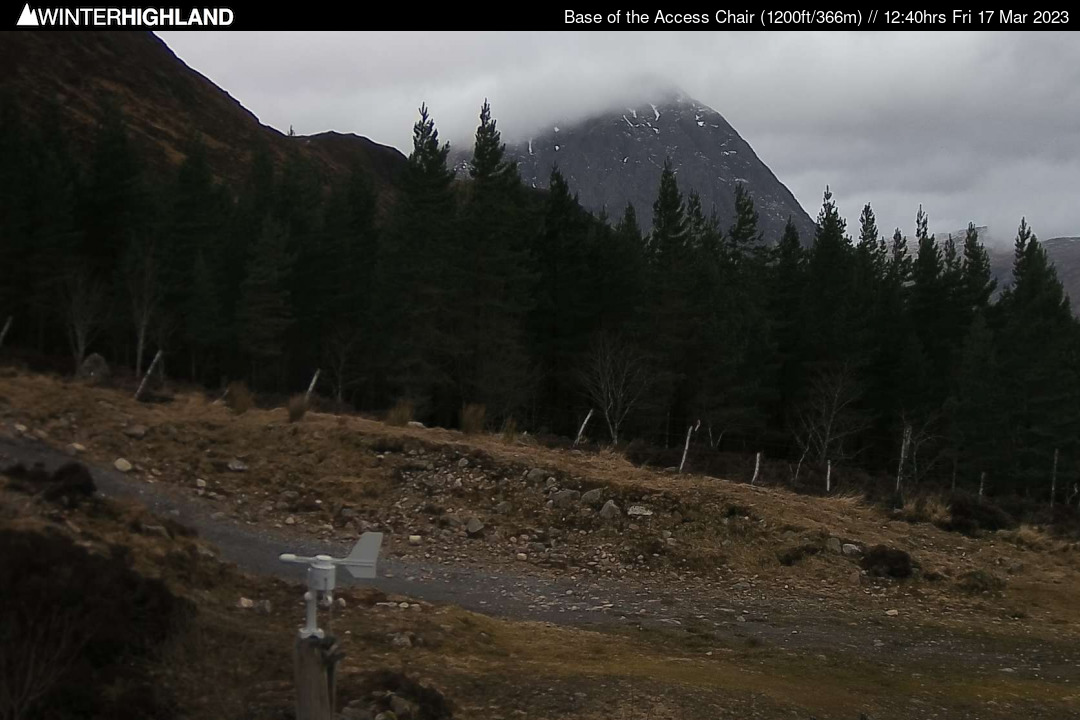 WINTERHIGHLAND
Base of the Access Chair (1200ft/366m) // 12:40hrs Fri 17 Mar 2023